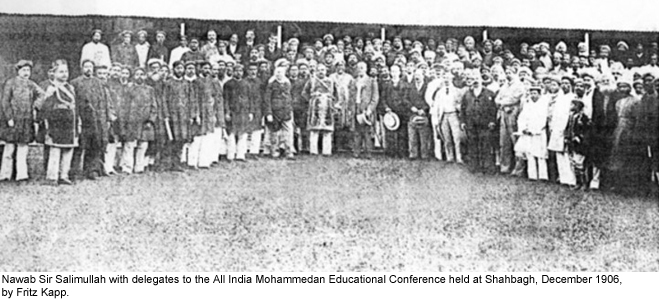 Nawab Sir Salimullah with delegates to the All India Mohammedan Educational Conference held at Shahbagh, December 1906,
by Fritz Kapp.